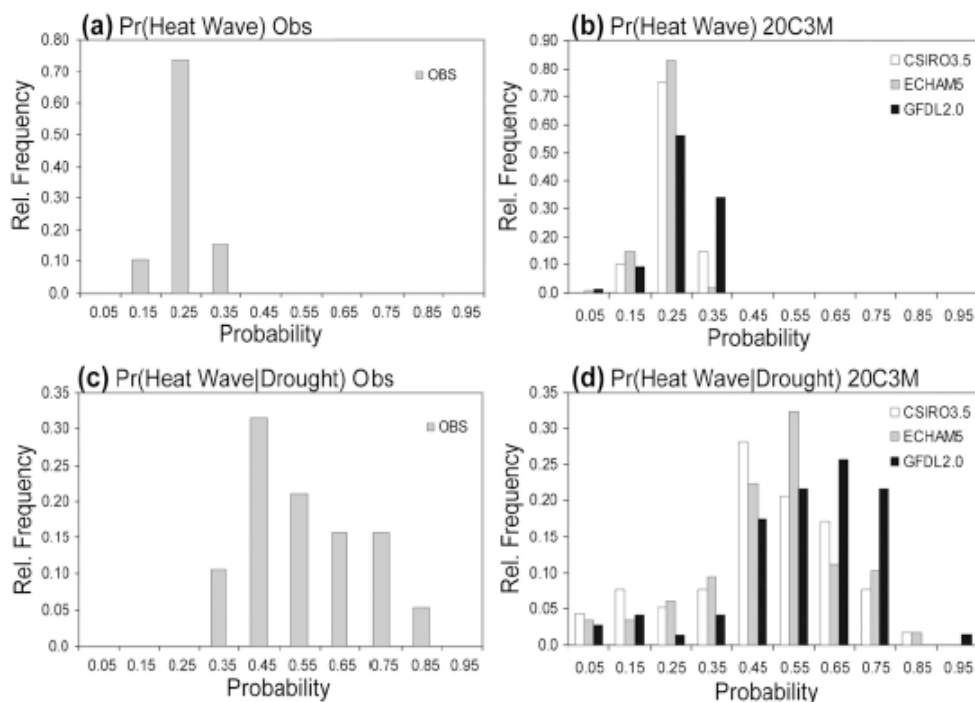 (a) Pr(Heat Wave) Obs
0.80
0.70
0.60
0.50
0.40
0.30
0.20
0.10
0.0
Rel. Frequency
OBS
0.05 0.15 0.25 0.35 0.45 0.55 0.65 0.75 0.85 0.95
Probability
(b) Pr(Heat Wave) 20C3M
0.90
0.80
0.70
0.60
0.50
0.40
0.30
0.20
0.10
0.0
Rel. Frequency
CSIRO3.5
ECHAM5
GFDL2.0
0.05 0.15 0.25 0.35 0.45 0.55 0.65 0.75 0.85 0.95
Probability
(c) Pr(Heat Wave|Drought) Obs
0.35
0.30
0.25
0.20
0.15
0.10
0.05
0.0
Rel. Frequency
OBS
0.05 0.15 0.25 0.35 0.45 0.55 0.65 0.75 0.85 0.95
Probability
(d) Pr(Heat Wave|Drought) 20C3M
0.35
0.30
0.25
0.20
0.15
0.10
0.05
0.0
Rel. Frequency
CSIRO3.5
ECHAM5
GFDL2.0
0.05 0.15 0.25 0.35 0.45 0.55 0.65 0.75 0.85 0.95
Probability